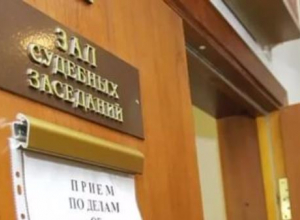 ЗАЛ
СУДЕБНЫХ
ЗАСЕДАНИЙ
ПРИЕМ
ПО ДЕЛАМ